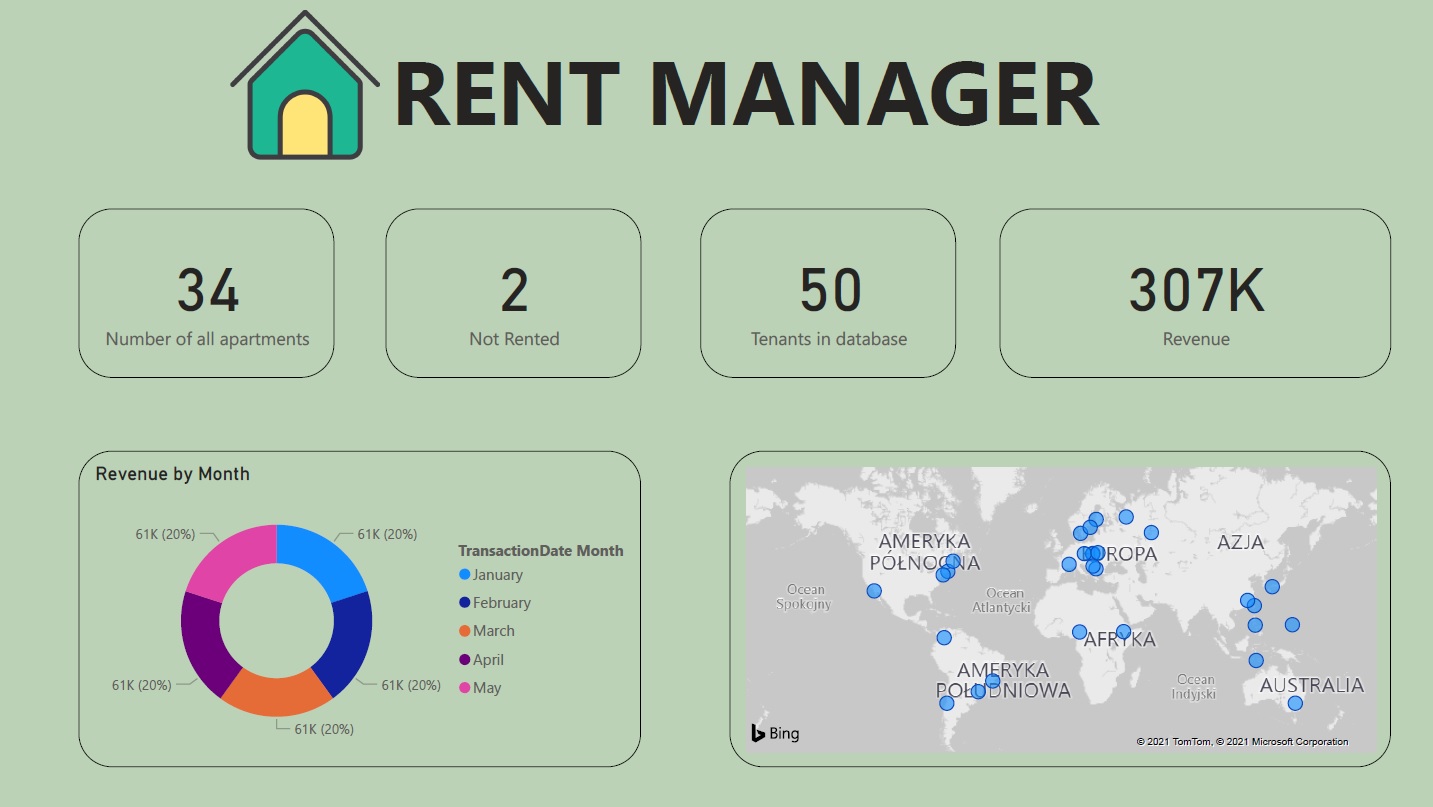 RENT MANAGER
34
Number of all apartments
2
Not Rented
50
Tenants in database
307K
Revenue
Revenue by Month
61K (20%)
61K (20%)
61K (20%)
61K (20%)
61K (20%)
TransactionDate Month
January
February
March
April
May
AMERYKA
PÓŁNOCNA
ROPA
AZJA
Ocean
Spokojny
Ocean
Atlantycki
AFRYKA
AMERYKA
POŁUDNIOWA
Ocean
Indyjski
AUSTRALIA
Bing
© 2021 TomTom, © 2021 Microsoft Corporation